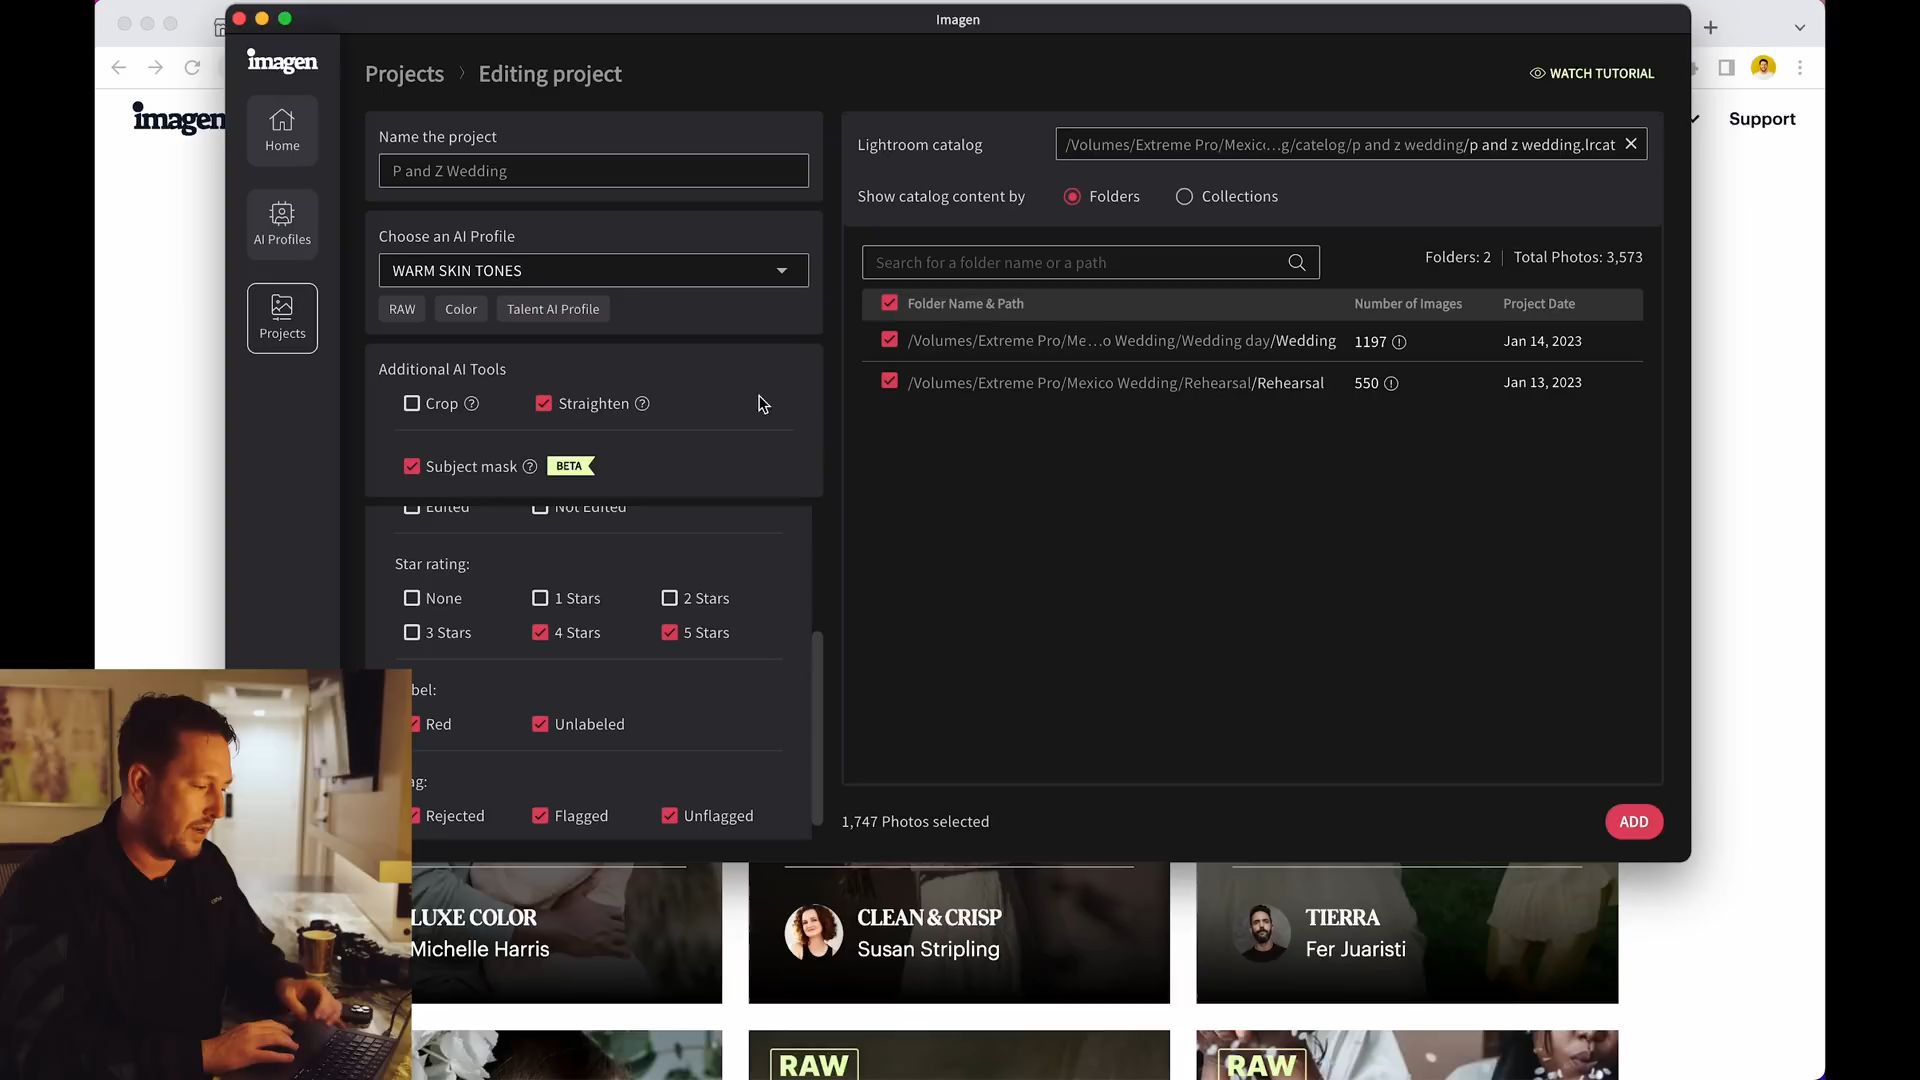 Imagen
imagen
Support
imagen
Home
AI Profiles
Projects
Projects > Editing project
WATCH TUTORIAL
Name the project
P and Z Wedding
Choose an AI Profile
WARM SKIN TONES
RAW Color Talent AI Profile
Additional AI Tools
Crop Straighten
Subject mask BETA
Edited Not Edited
Star rating:
None 1 Stars 2 Stars
3 Stars 4 Stars 5 Stars
bel:
Red Unlabeled
ag:
Rejected Flagged Unflagged
Lightroom catalog
/Volumes/Extreme Pro/Mexic...g/catelog/p and z wedding/p and z wedding.lrcat
Show catalog content by Folders Collections
Search for a folder name or a path
Folders: 2 | Total Photos: 3,573
Folder Name & Path Number of Images Project Date
/Volumes/Extreme Pro/Me...o Wedding/Wedding day/Wedding 1197 Jan 14, 2023
/Volumes/Extreme Pro/Mexico Wedding/Rehearsal/Rehearsal 550 Jan 13, 2023
1,747 Photos selected
ADD
LUXE COLOR
Michelle Harris
CLEAN & CRISP
Susan Stripling
TIERRA
Fer Juaristi
RAW
RAW